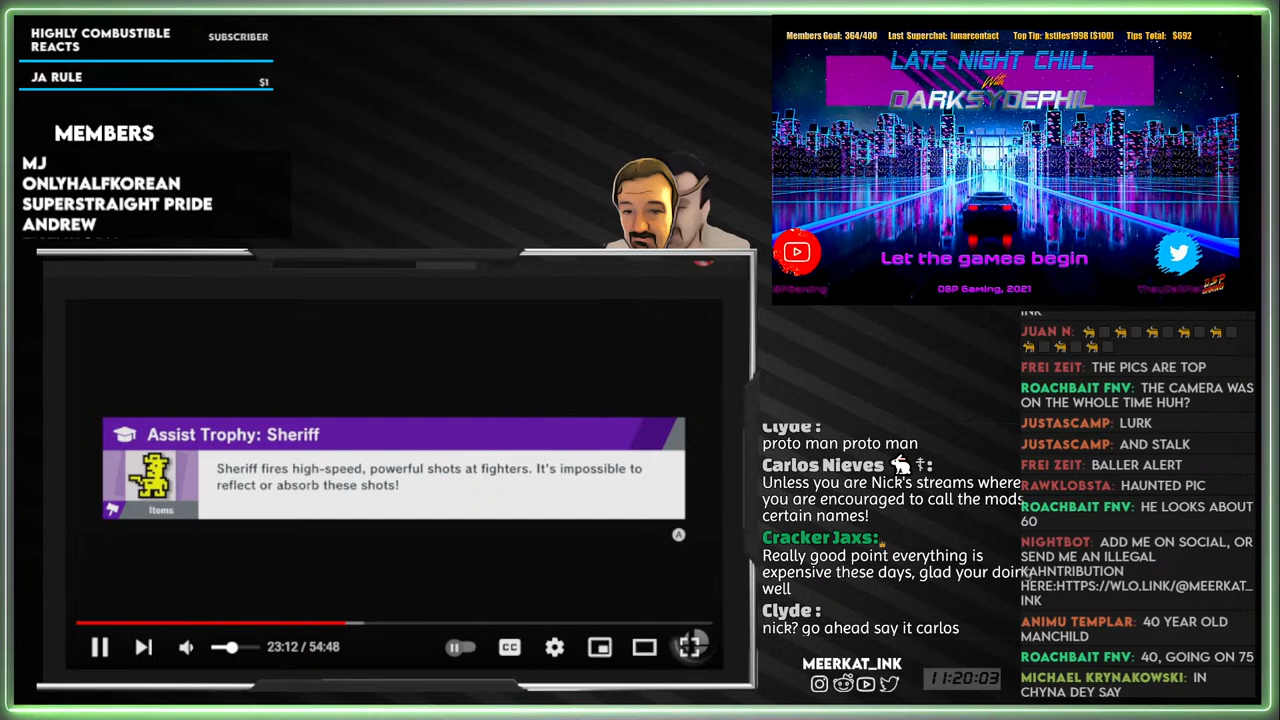 HIGHLY COMBUSTIBLE
REACTS
SUBSCRIBER
JA RULE
$1
MEMBERS
MJ
ONLYHALFKOREAN
SUPERSTRAIGHT PRIDE
ANDREW
Assist Trophy: Sheriff
Sheriff fires high-speed, powerful shots at fighters. It's impossible to
reflect or absorb these shots!
Items
A
23:12 / 54:48
CC
Members Goal: 364/400 Last Superchat: lunarcontact Top Tip: kstiles1998 ($100) Tips Total: $692
LATE NIGHT CHILL
With
DARKSYDEPHIL
Let the games begin
DSP Gaming, 2021
DSP
Clyde :
proto man proto man
Carlos Nieves 🐇 ☦:
Unless you are Nick's streams where
you are encouraged to call the mods
certain names!
Cracker Jaxs:
Really good point everything is
expensive these days, glad your doin
well
Clyde :
nick? go ahead say it carlos
MEERKAT_INK
11:20:03
INK
JUAN N:
FREI ZEIT: THE PICS ARE TOP
ROACHBAIT FNV: THE CAMERA WAS
ON THE WHOLE TIME HUH?
JUSTASCAMP: LURK
JUSTASCAMP: AND STALK
FREI ZEIT: BALLER ALERT
RAWKLOBSTA: HAUNTED PIC
ROACHBAIT FNV: HE LOOKS ABOUT
60
NIGHTBOT: ADD ME ON SOCIAL, OR
SEND ME AN ILLEGAL
KAHNTRIBUTION
HERE:HTTPS://WLO.LINK/@MEERKAT_
INK
ANIMU TEMPLAR: 40 YEAR OLD
MANCHILD
ROACHBAIT FNV: 40, GOING ON 75
MICHAEL KRYNAKOWSKI: IN
CHYNA DEY SAY